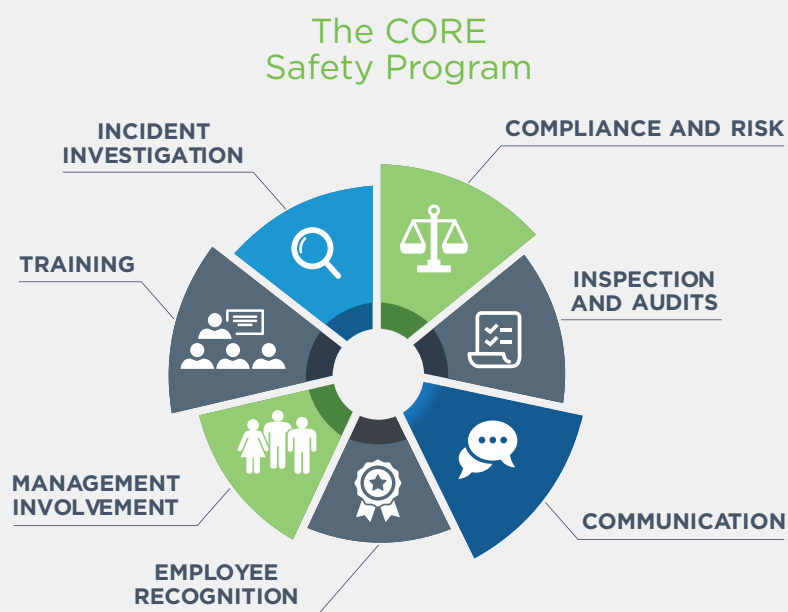 The CORE
Safety Program
INCIDENT
INVESTIGATION
COMPLIANCE AND RISK
TRAINING
INSPECTION
AND AUDITS
MANAGEMENT
INVOLVEMENT
COMMUNICATION
EMPLOYEE
RECOGNITION